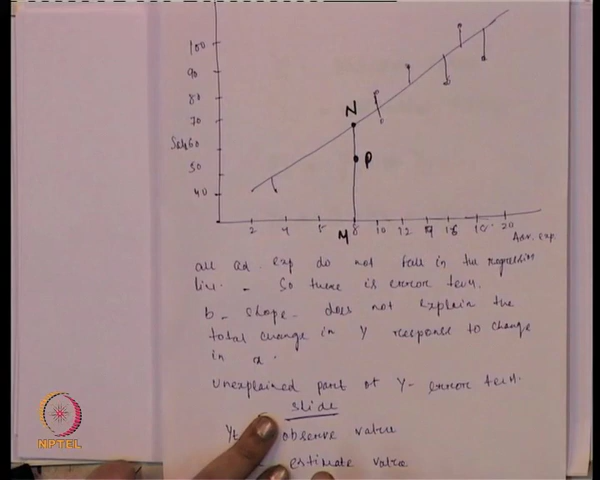 100
90
80
70
Sales 60
50
40
N
P
M
2 4 8 10 12 14 16 18 20
Adv. exp
all ad. exp do not fall in the regression
line - So there is error term.
b - slope - does not explain the
total change in Y response to change
in x.
unexplained part of Y - error term.
slide
Yt observe value
estimate value
NPTEL